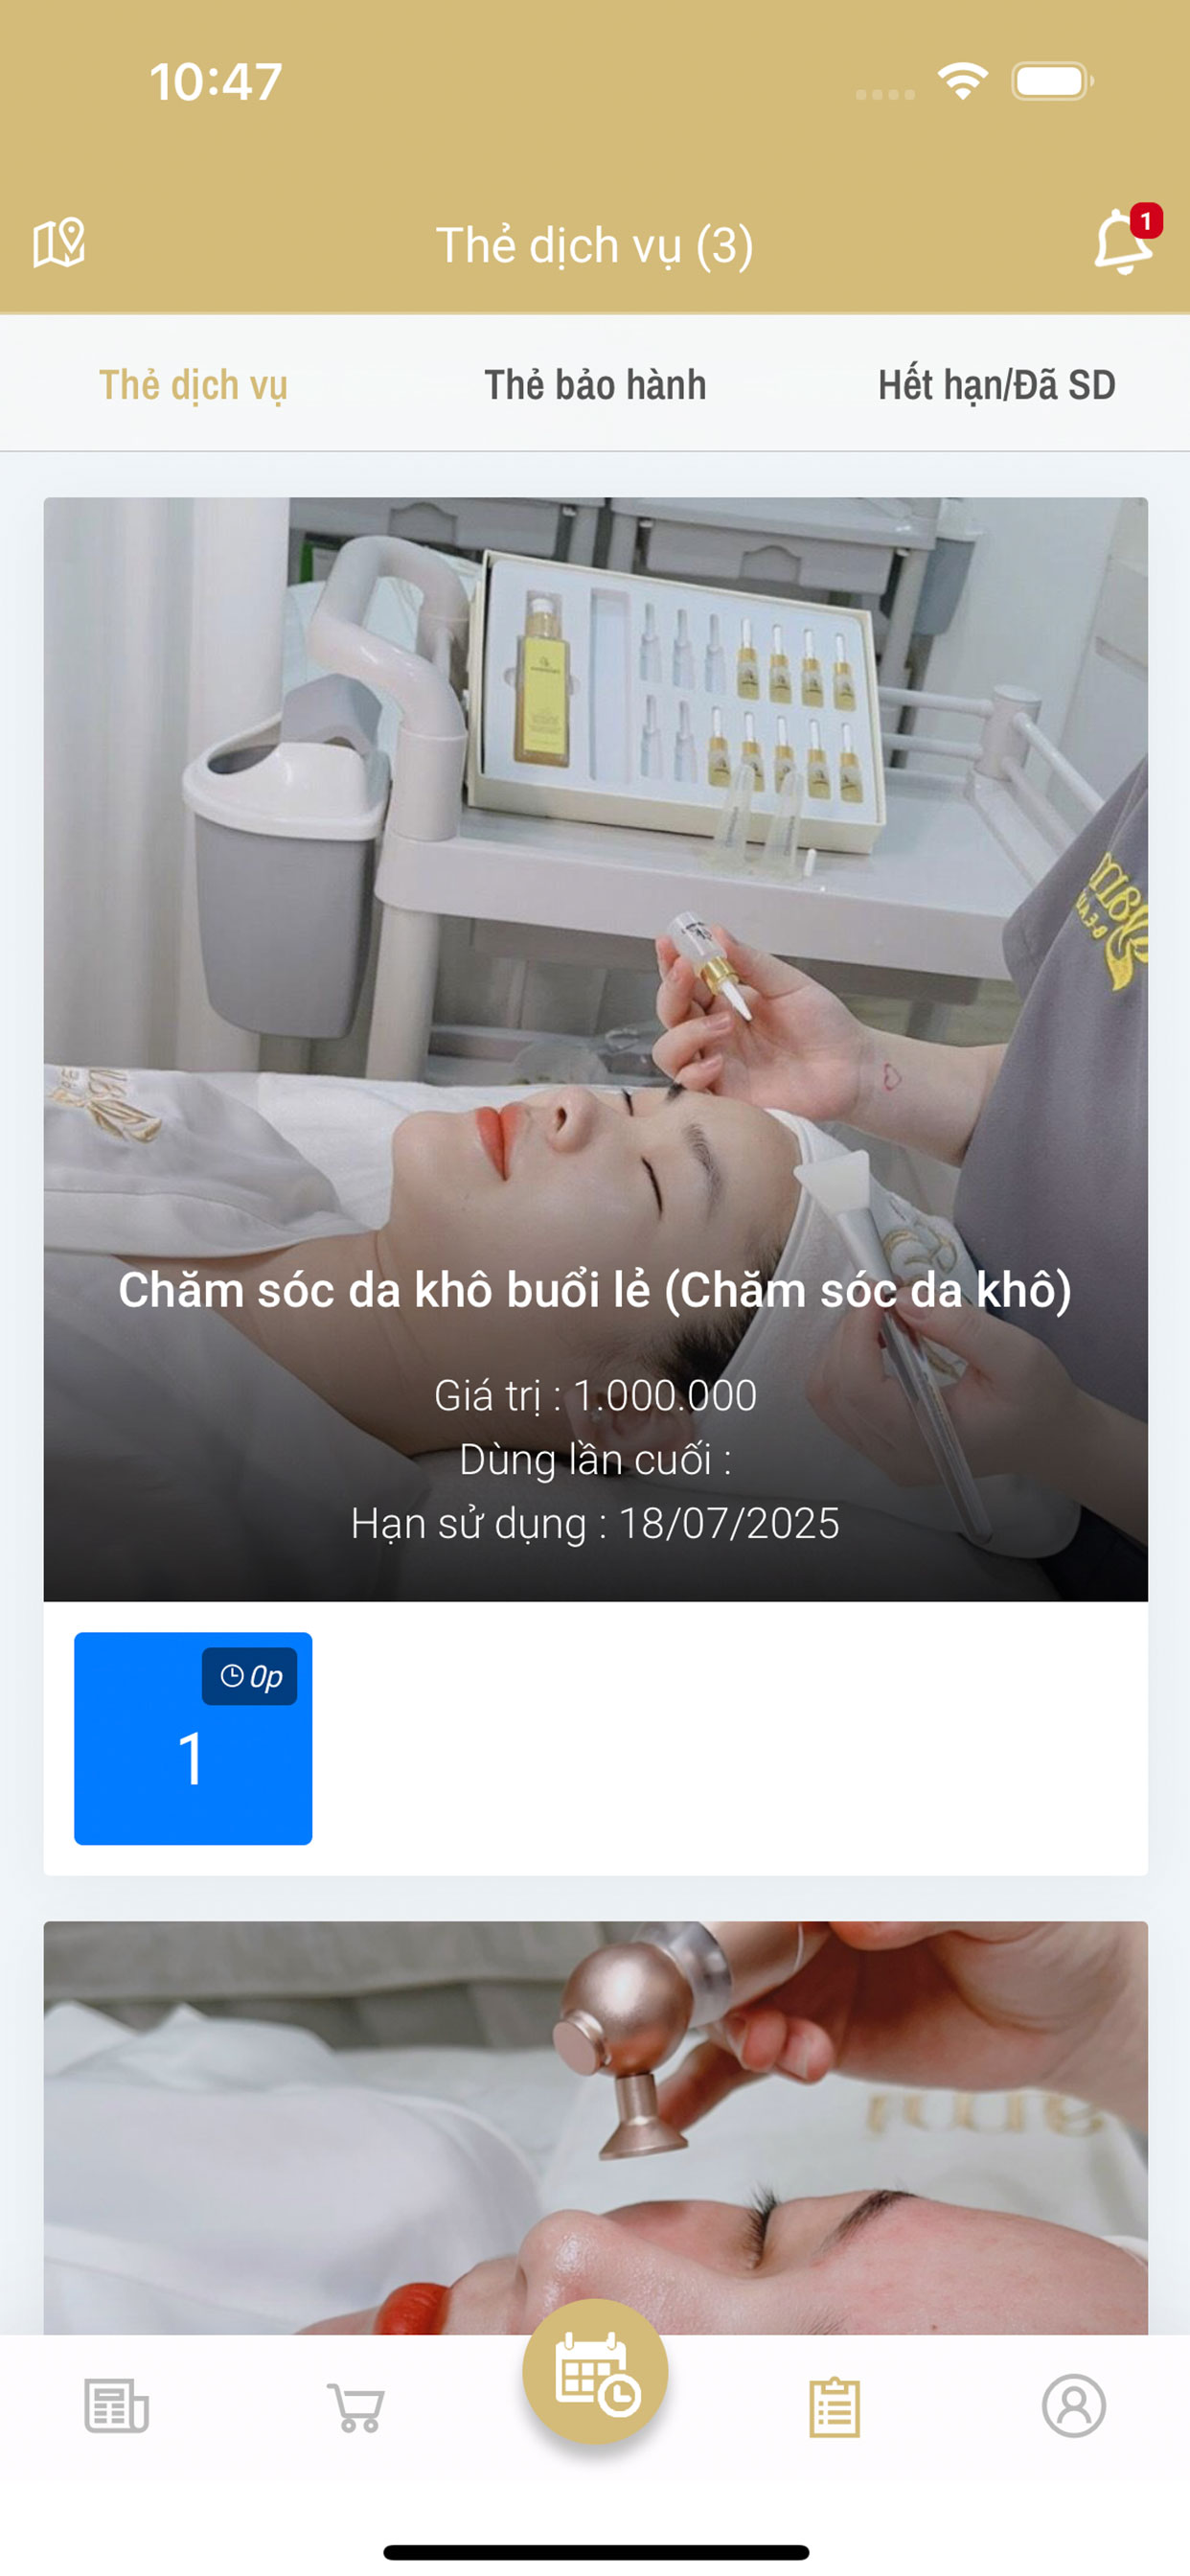 10:47
Thẻ dịch vụ (3)
1
Thẻ dịch vụ
Thẻ bảo hành
Hết hạn/Đã SD
Chăm sóc da khô buổi lẻ (Chăm sóc da khô)
Giá trị : 1.000.000
Dùng lần cuối :
Hạn sử dụng : 18/07/2025
0p
1